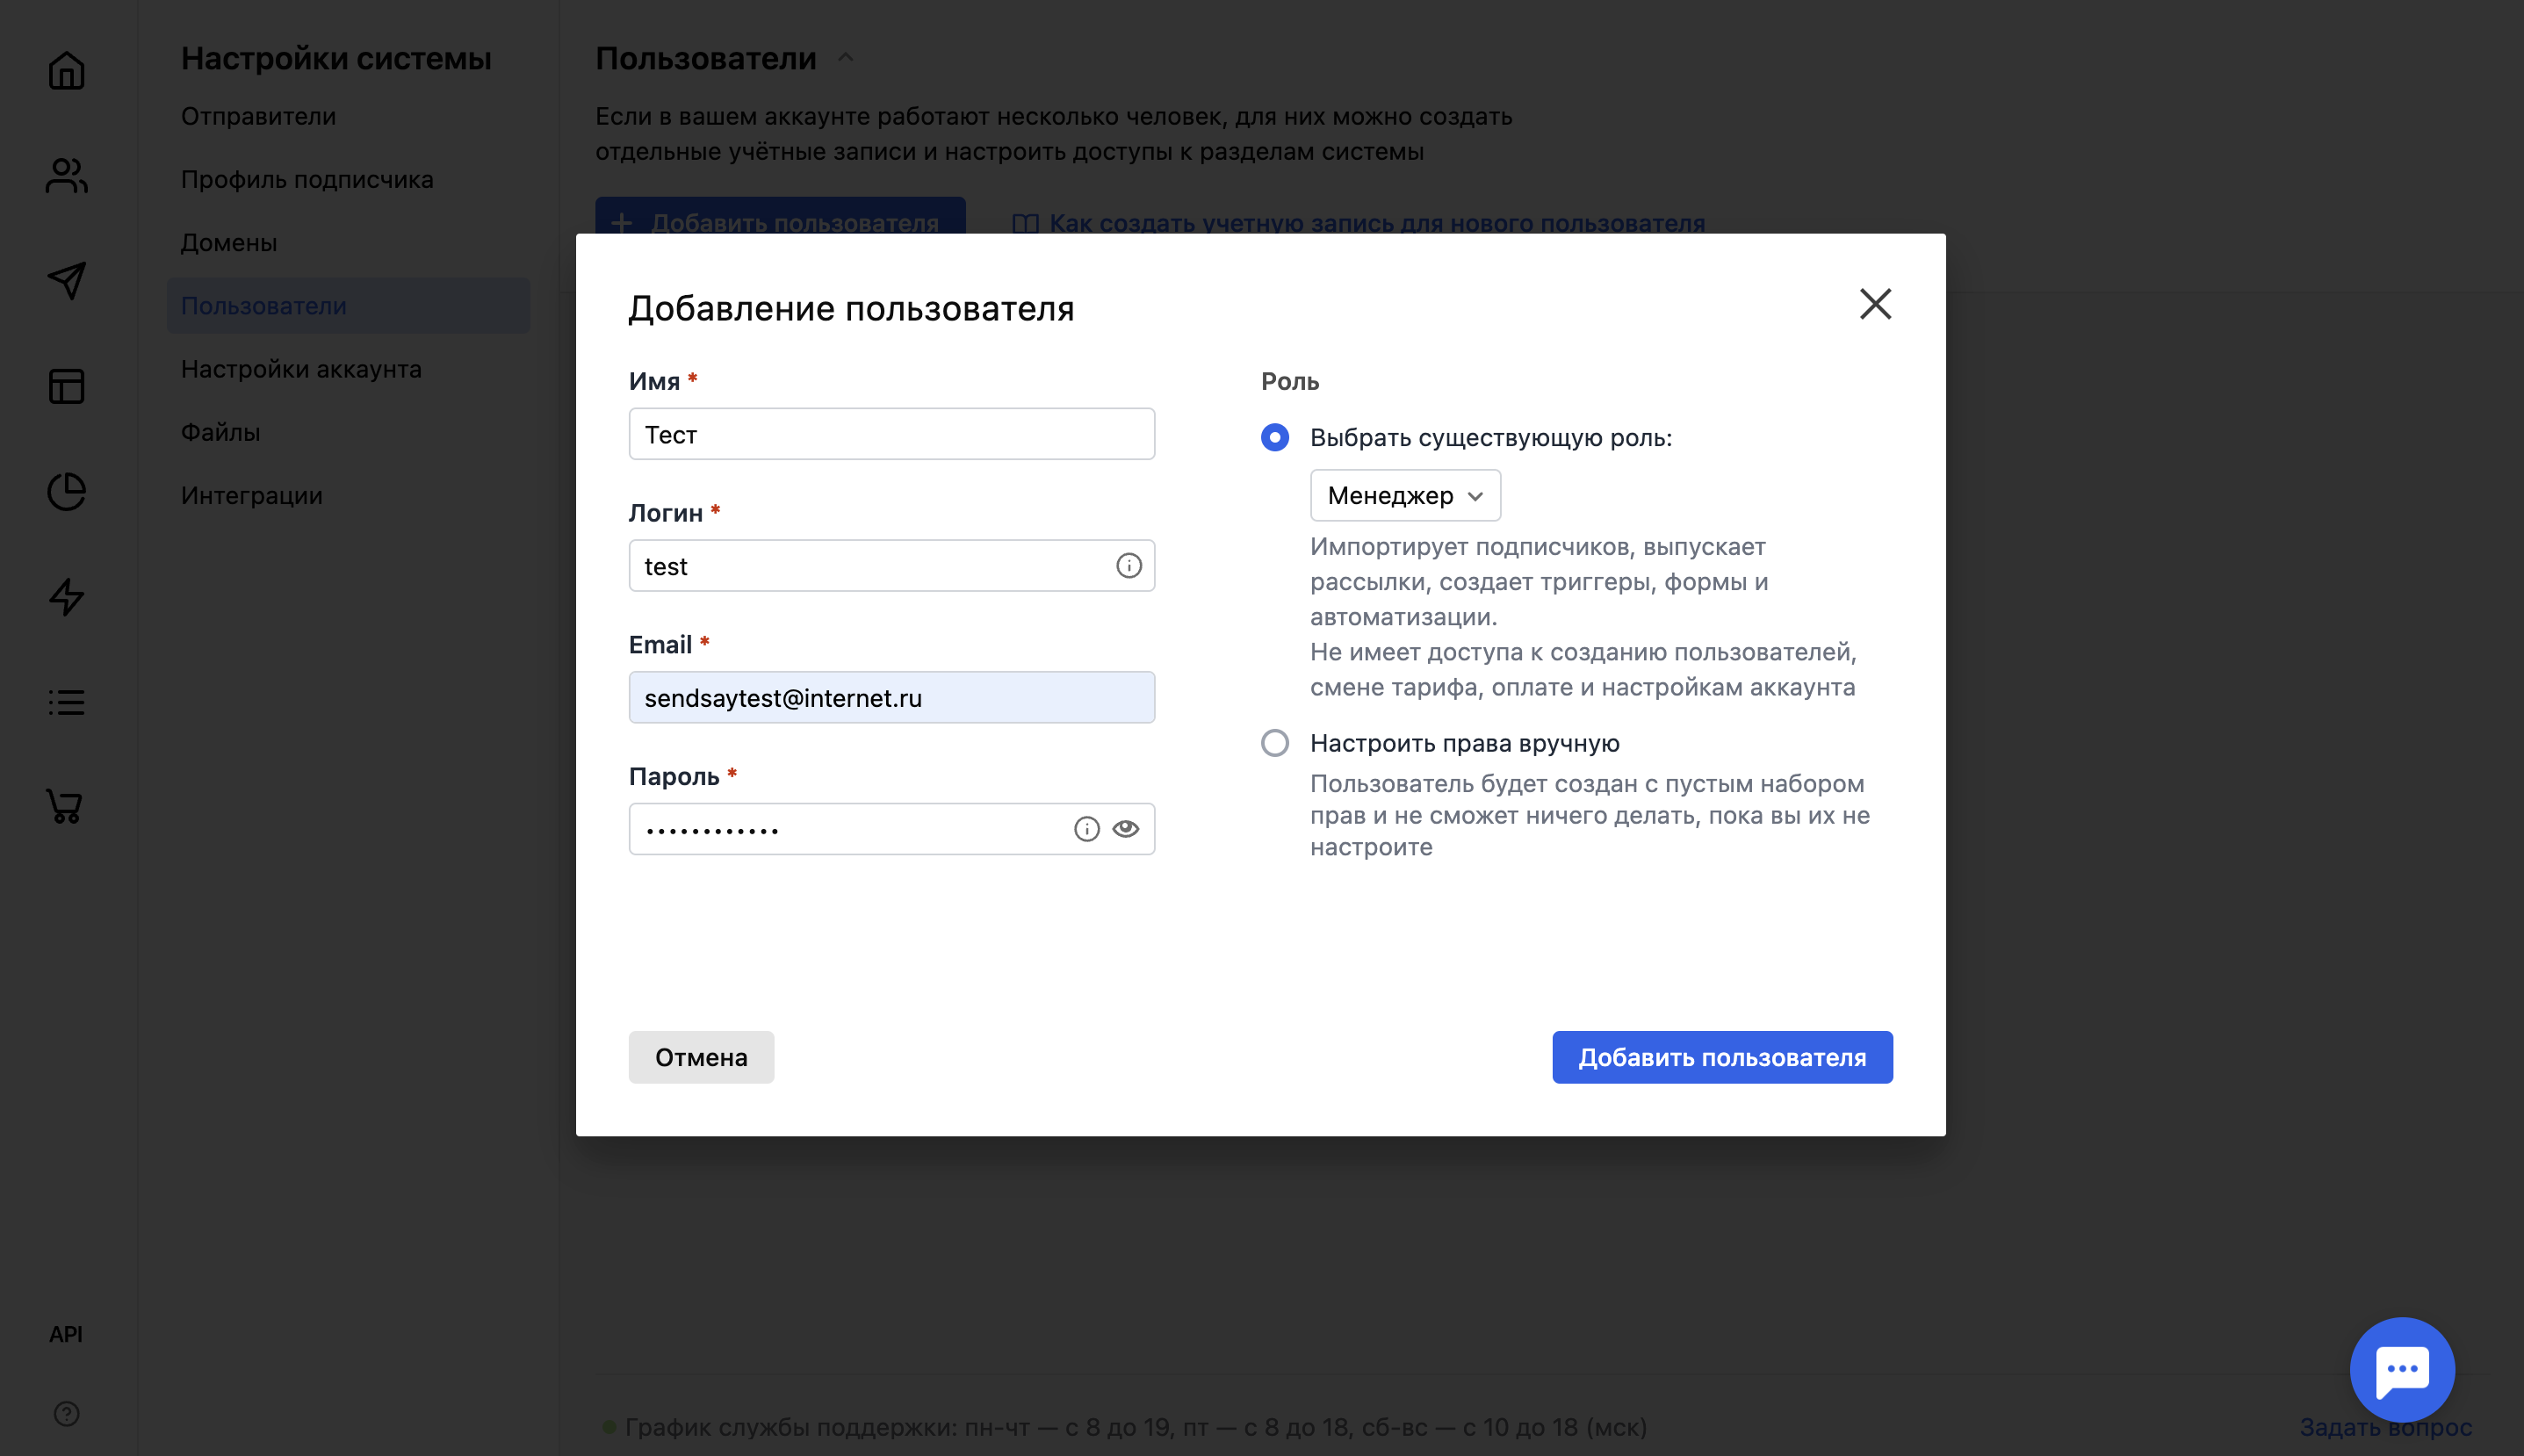 Настройки системы
Отправители
Профиль подписчика
Домены
Пользователи
Настройки аккаунта
Файлы
Интеграции
API
Пользователи
Если в вашем аккаунте работают несколько человек, для них можно создать
отдельные учётные записи и настроить доступы к разделам системы
Добавить пользователя
Как создать учетную запись для нового пользователя
Добавление пользователя
Имя *
Тест
Логин *
test
Email *
sendsaytest@internet.ru
Пароль *
••••••••••••
Роль
Выбрать существующую роль:
Менеджер
Импортирует подписчиков, выпускает
рассылки, создает триггеры, формы и
автоматизации.
Не имеет доступа к созданию пользователей,
смене тарифа, оплате и настройкам аккаунта
Настроить права вручную
Пользователь будет создан с пустым набором
прав и не сможет ничего делать, пока вы их не
настроите
Отмена
Добавить пользователя
График службы поддержки: пн-чт — с 8 до 19, пт — с 8 до 18, сб-вс — с 10 до 18 (мск)
Задать вопрос